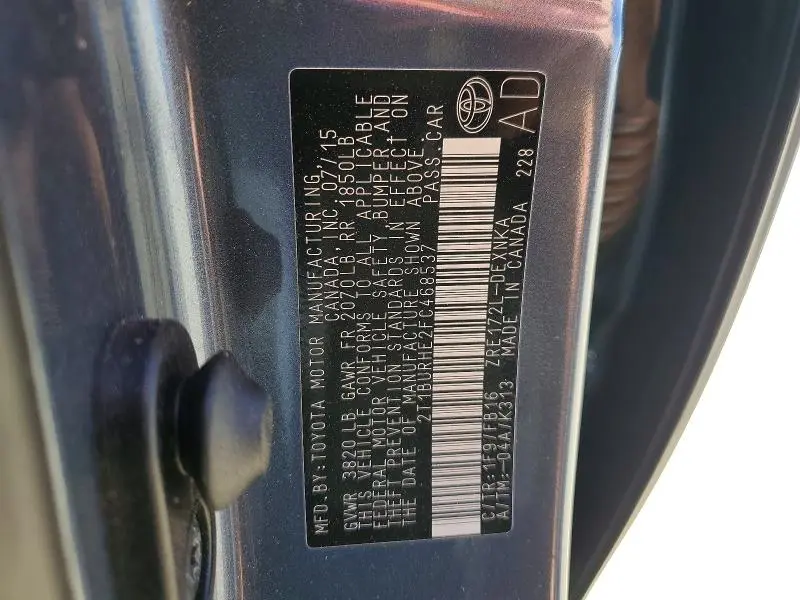 MFD.BY:TOYOTA MOTOR MANUFACTURING,
CANADA, INC. 07/15
GVWR 3820 LB GAWR FR 2070LB,RR 1850LB
THIS VEHICLE CONFORMS TO ALL APPLICABLE
FEDERAL MOTOR VEHICLE SAFETY,BUMPER,AND
THEFT PREVENTION STANDARDS IN EFFECT ON
THE DATE OF MANUFACTURE SHOWN ABOVE.
2T1BURHE2FC468537 PASS.CAR
C/TR:1F9/FB16 ZRE172L-DEXNKA
A/TM:-04A/K313 MADE IN CANADA 228
AD